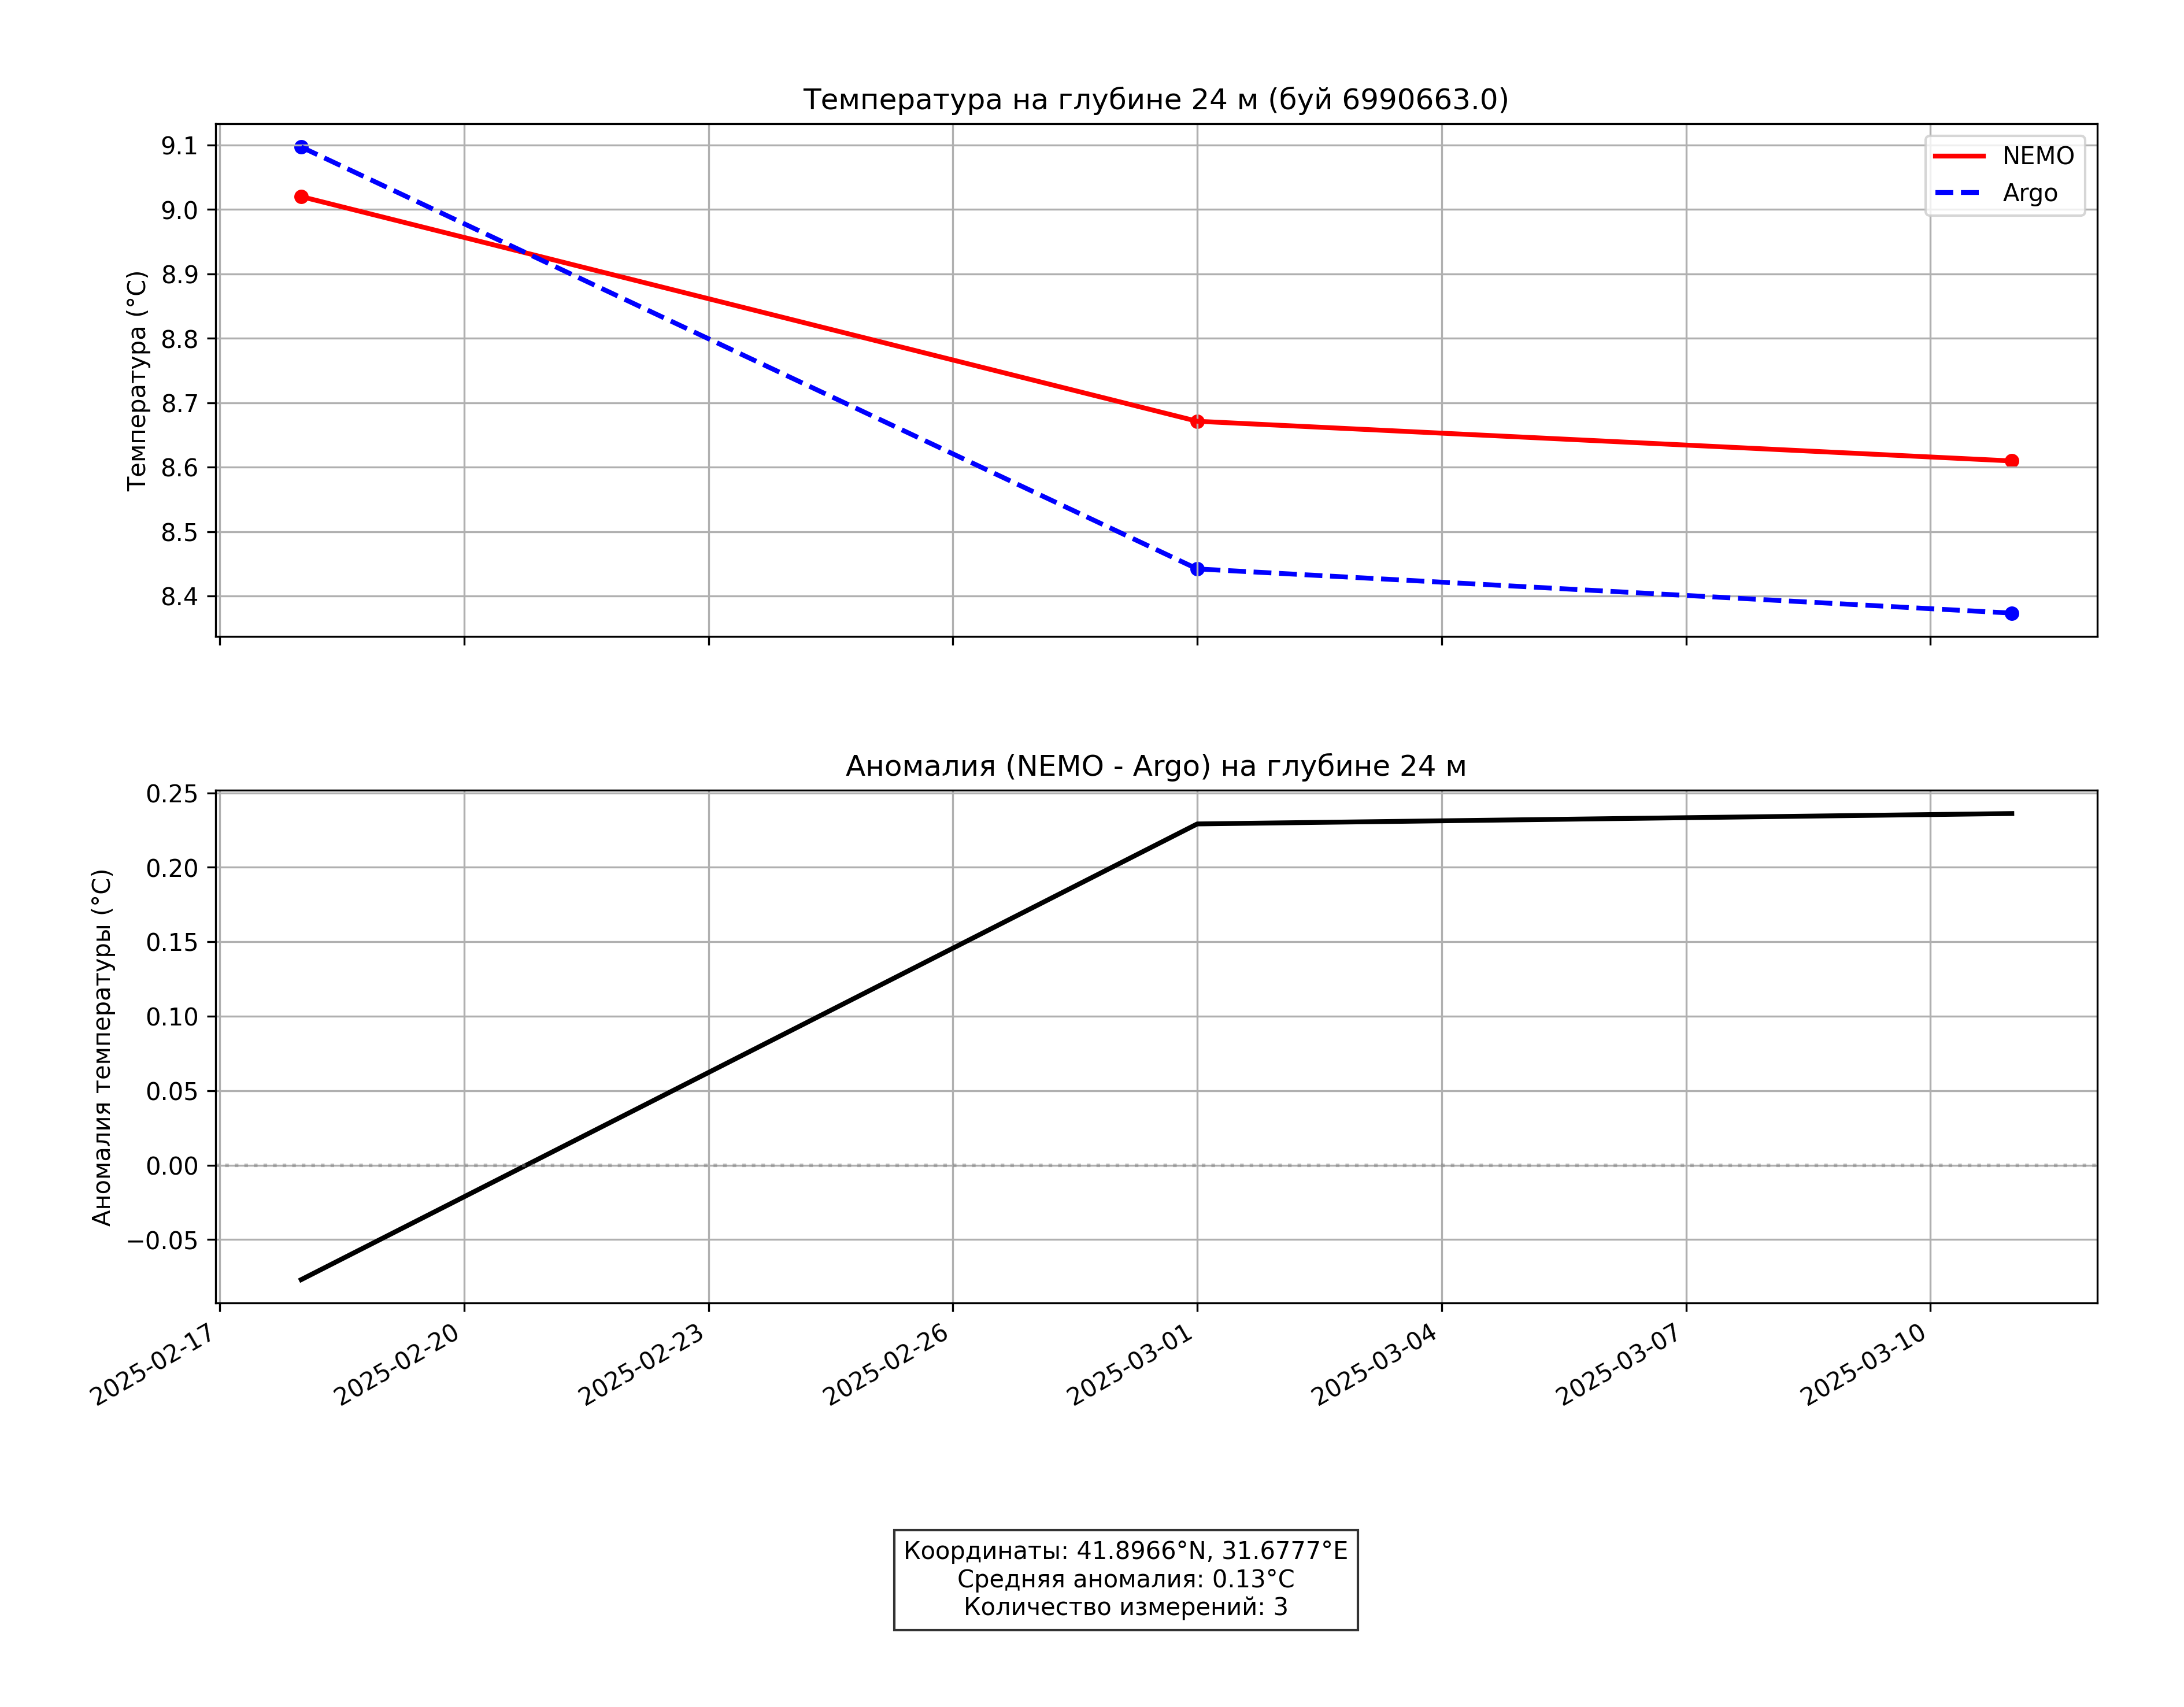 Температура на глубине 24 м (буй 6990663.0)
Температура (°C)
9.1
9.0
8.9
8.8
8.7
8.6
8.5
8.4
NEMO
Argo
Аномалия (NEMO - Argo) на глубине 24 м
Аномалия температуры (°C)
0.25
0.20
0.15
0.10
0.05
0.00
−0.05
2025-02-17
2025-02-20
2025-02-23
2025-02-26
2025-03-01
2025-03-04
2025-03-07
2025-03-10
Координаты: 41.8966°N, 31.6777°E
Средняя аномалия: 0.13°C
Количество измерений: 3